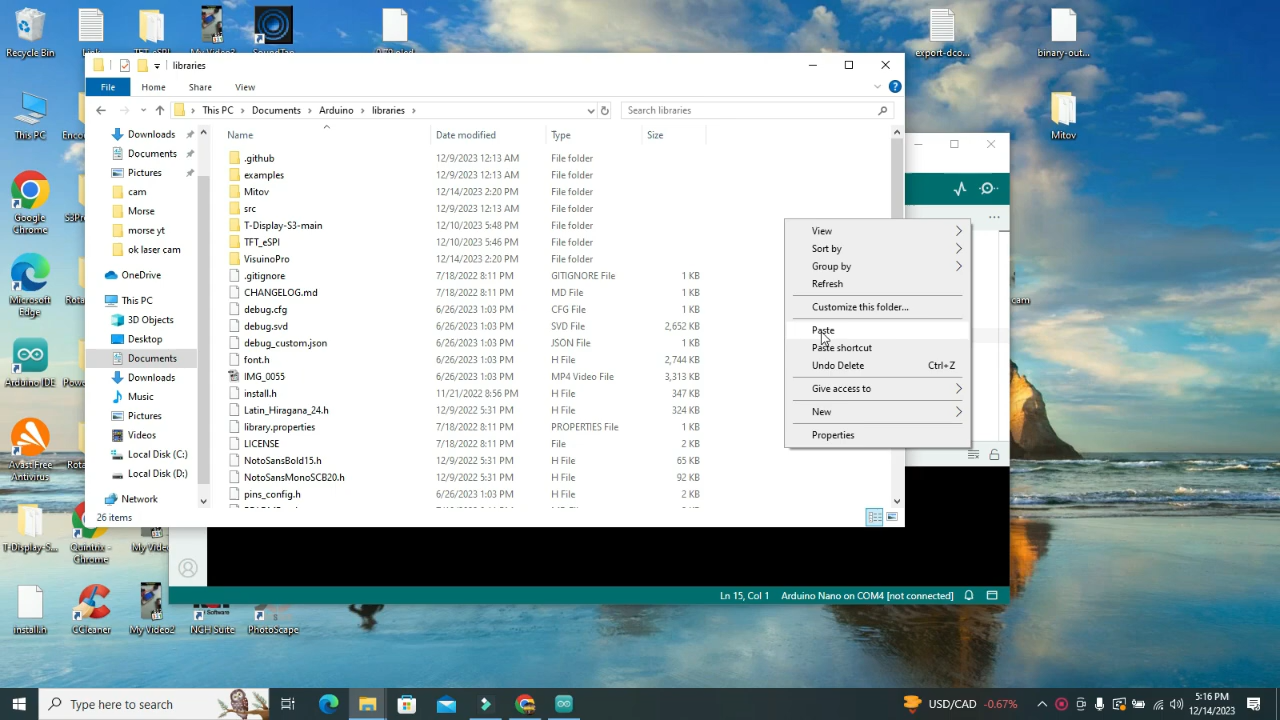 Recycle Bin
Link
TFT_eSPI
My Video3
SoundTap
export-dco...
binary-out...
This PC
Mitov
Google Chrome
Microsoft Edge
Arduino IDE
Avast Free Antivirus
T-Display-S...
Quintrix - Chrome
My Video
install.h
CCleaner
My Video2
NCH Suite
PhotoScape
libraries
File
Home
Share
View
This PC > Documents > Arduino > libraries >
Search libraries
Downloads
Documents
Pictures
cam
Morse
morse yt
ok laser cam
OneDrive
This PC
3D Objects
Desktop
Documents
Downloads
Music
Pictures
Videos
Local Disk (C:)
Local Disk (D:)
Network
Name Date modified Type Size
.github 12/9/2023 12:13 AM File folder
examples 12/9/2023 12:13 AM File folder
Mitov 12/14/2023 2:20 PM File folder
src 12/9/2023 12:13 AM File folder
T-Display-S3-main 12/10/2023 5:48 PM File folder
TFT_eSPI 12/10/2023 5:46 PM File folder
VisuinoPro 12/14/2023 2:20 PM File folder
.gitignore 7/18/2022 8:11 PM GITIGNORE File 1 KB
CHANGELOG.md 7/18/2022 8:11 PM MD File 1 KB
debug.cfg 6/26/2023 1:03 PM CFG File 1 KB
debug.svd 6/26/2023 1:03 PM SVD File 2,652 KB
debug_custom.json 6/26/2023 1:03 PM JSON File 1 KB
font.h 6/26/2023 1:03 PM H File 2,744 KB
IMG_0055 6/26/2023 1:03 PM MP4 Video File 3,313 KB
install.h 11/21/2022 8:56 PM H File 347 KB
Latin_Hiragana_24.h 12/9/2022 5:31 PM H File 324 KB
library.properties 7/18/2022 8:11 PM PROPERTIES File 1 KB
LICENSE 7/18/2022 8:11 PM File 2 KB
NotoSansBold15.h 12/9/2022 5:31 PM H File 65 KB
NotoSansMonoSCB20.h 12/9/2022 5:31 PM H File 92 KB
pins_config.h 6/26/2023 1:03 PM H File 2 KB
26 items
View
Sort by
Group by
Refresh
Customize this folder...
Paste
Paste shortcut
Undo Delete Ctrl+Z
Give access to
New
Properties
cam
Ln 15, Col 1 Arduino Nano on COM4 [not connected]
Type here to search
USD/CAD -0.67%
5:16 PM
12/14/2023